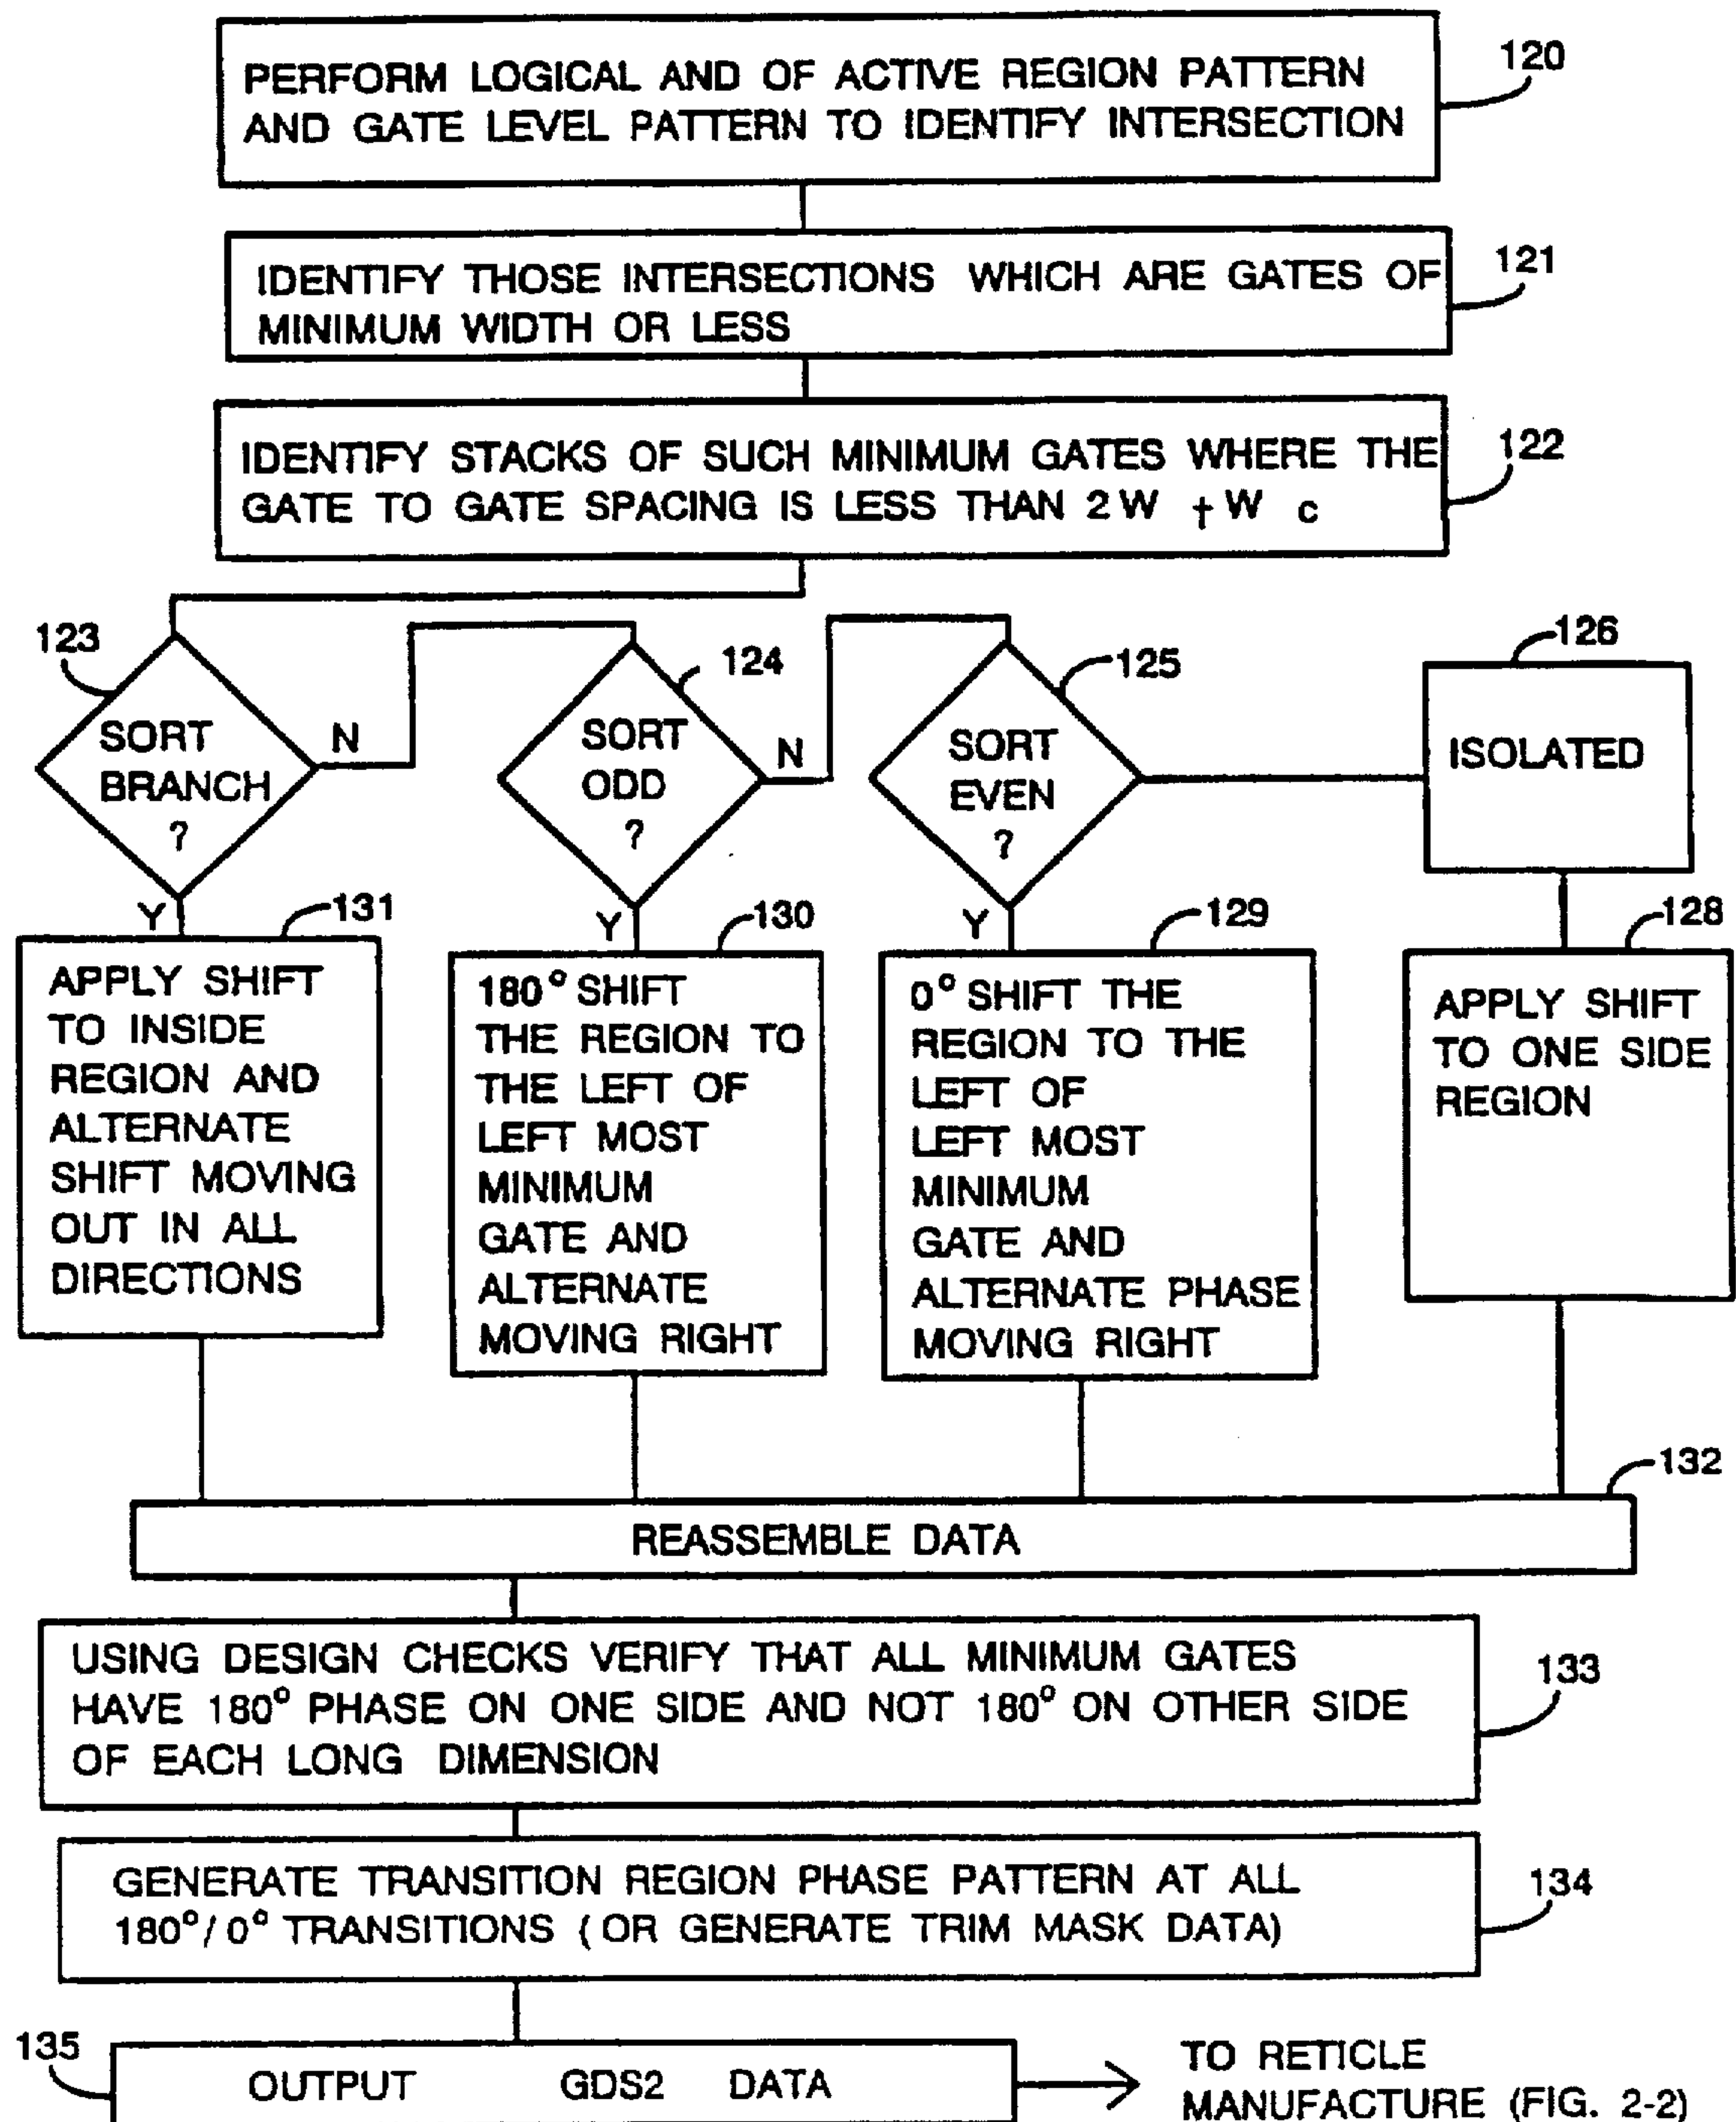 PERFORM LOGICAL AND OF ACTIVE REGION PATTERN
AND GATE LEVEL PATTERN TO IDENTIFY INTERSECTION
120
IDENTIFY THOSE INTERSECTIONS WHICH ARE GATES OF
MINIMUM WIDTH OR LESS
121
IDENTIFY STACKS OF SUCH MINIMUM GATES WHERE THE
GATE TO GATE SPACING IS LESS THAN 2W † W c
122
123
SORT
BRANCH
?
N
Y
124
SORT
ODD
?
N
Y
125
SORT
EVEN
?
Y
126
ISOLATED
131
APPLY SHIFT
TO INSIDE
REGION AND
ALTERNATE
SHIFT MOVING
OUT IN ALL
DIRECTIONS
130
180° SHIFT
THE REGION TO
THE LEFT OF
LEFT MOST
MINIMUM
GATE AND
ALTERNATE
MOVING RIGHT
129
0° SHIFT THE
REGION TO THE
LEFT OF
LEFT MOST
MINIMUM
GATE AND
ALTERNATE PHASE
MOVING RIGHT
128
APPLY SHIFT
TO ONE SIDE
REGION
132
REASSEMBLE DATA
USING DESIGN CHECKS VERIFY THAT ALL MINIMUM GATES
HAVE 180° PHASE ON ONE SIDE AND NOT 180° ON OTHER SIDE
OF EACH LONG DIMENSION
133
GENERATE TRANSITION REGION PHASE PATTERN AT ALL
180°/0° TRANSITIONS (OR GENERATE TRIM MASK DATA)
134
135
OUTPUT GDS2 DATA
TO RETICLE
MANUFACTURE (FIG. 2-2)